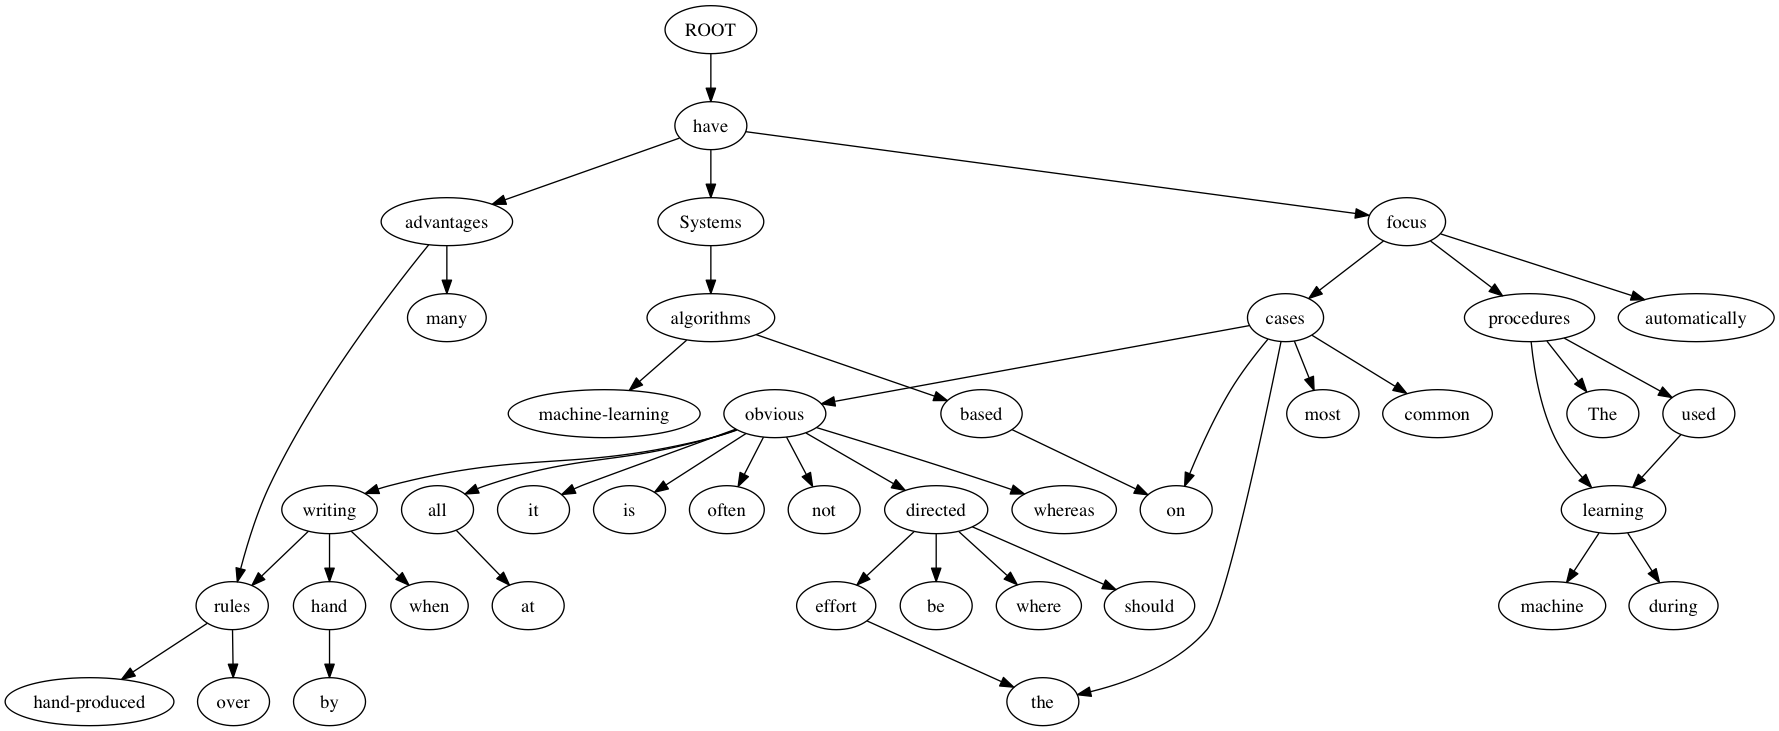 ROOT
have
advantages Systems focus
many algorithms cases procedures automatically
machine-learning obvious based most common The used
writing all it is often not directed whereas on learning
rules hand when at effort be where should machine during
hand-produced over by the